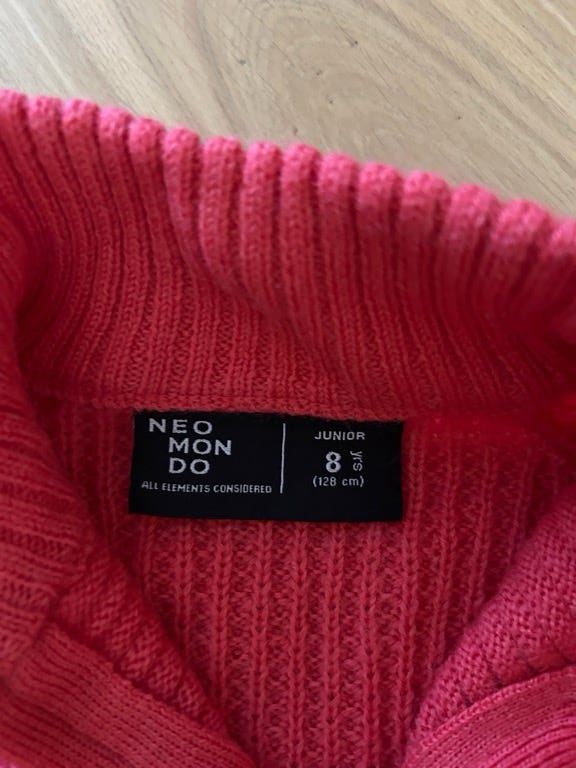 NEO
MON
DO
ALL ELEMENTS CONSIDERED
JUNIOR
8 yrs
(128 cm)